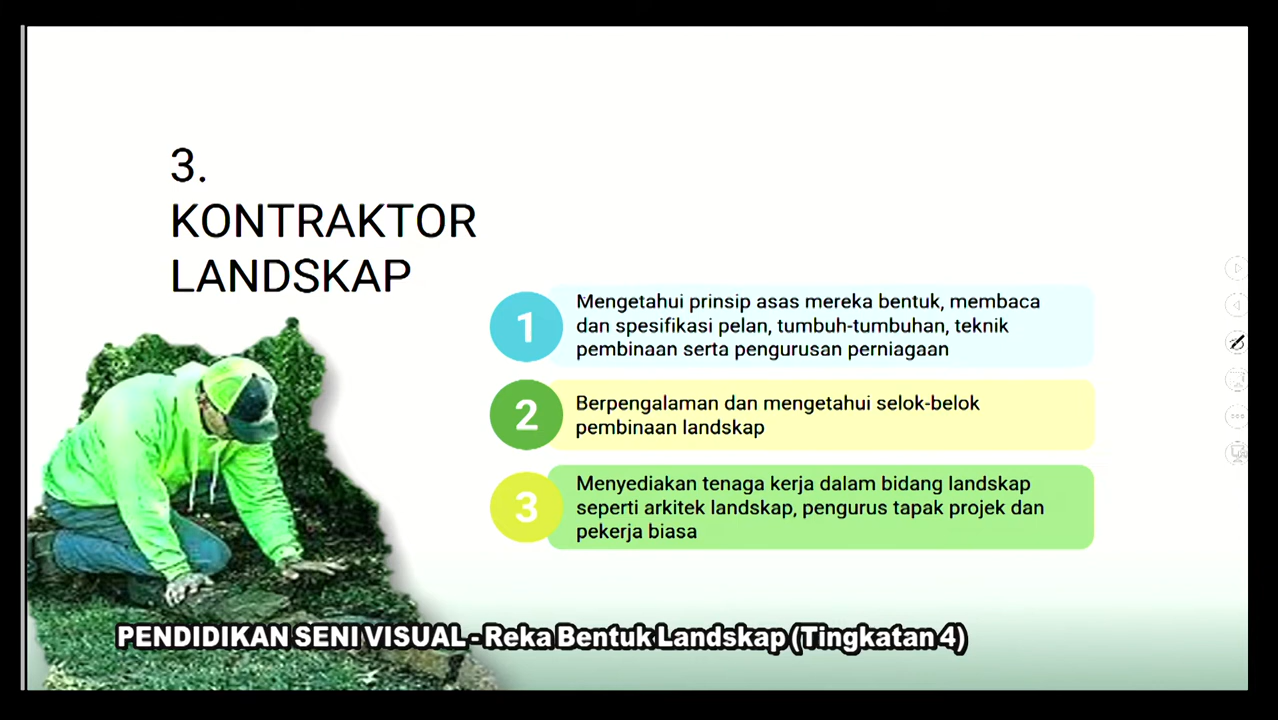 3.
KONTRAKTOR
LANDSKAP
1
Mengetahui prinsip asas mereka bentuk, membaca
dan spesifikasi pelan, tumbuh-tumbuhan, teknik
pembinaan serta pengurusan perniagaan
2
Berpengalaman dan mengetahui selok-belok
pembinaan landskap
3
Menyediakan tenaga kerja dalam bidang landskap
seperti arkitek landskap, pengurus tapak projek dan
pekerja biasa
PENDIDIKAN SENI VISUAL - Reka Bentuk Landskap (Tingkatan 4)